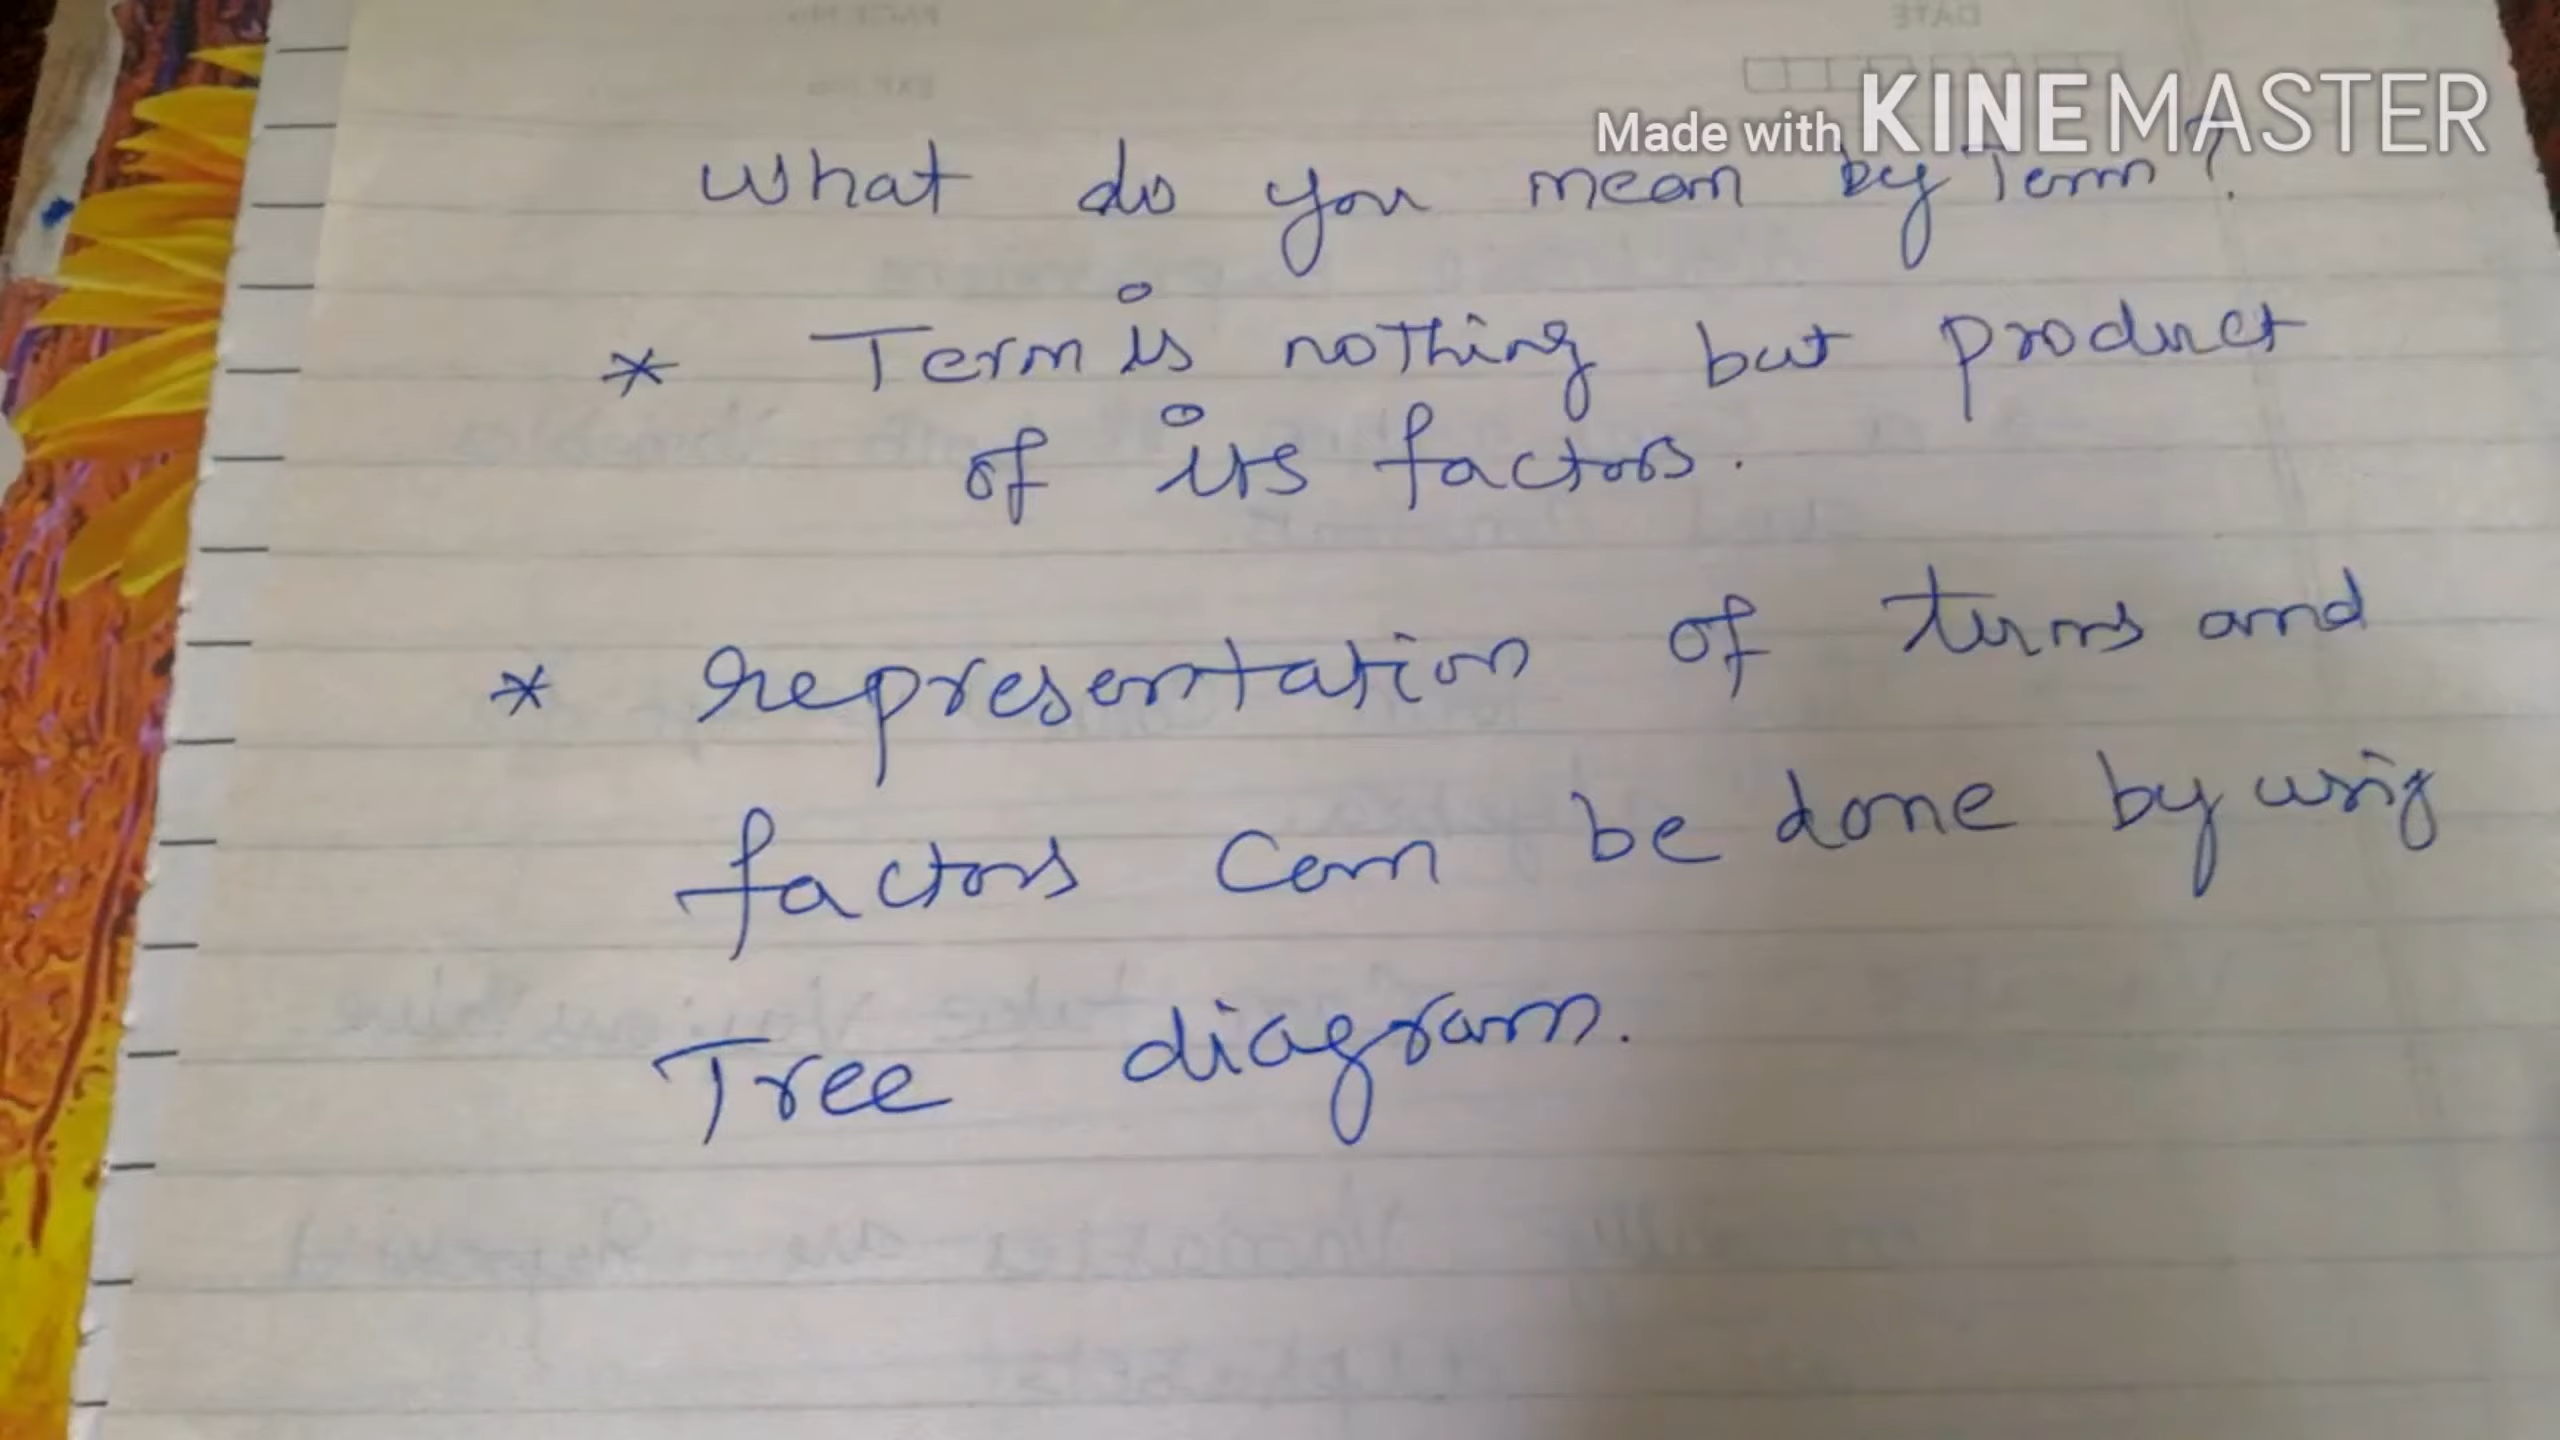 Made with KINEMASTER
What do you mean by Term?
* Term is nothing but product
of its factors.
* representation of terms and
factors can be done by using
Tree diagram.